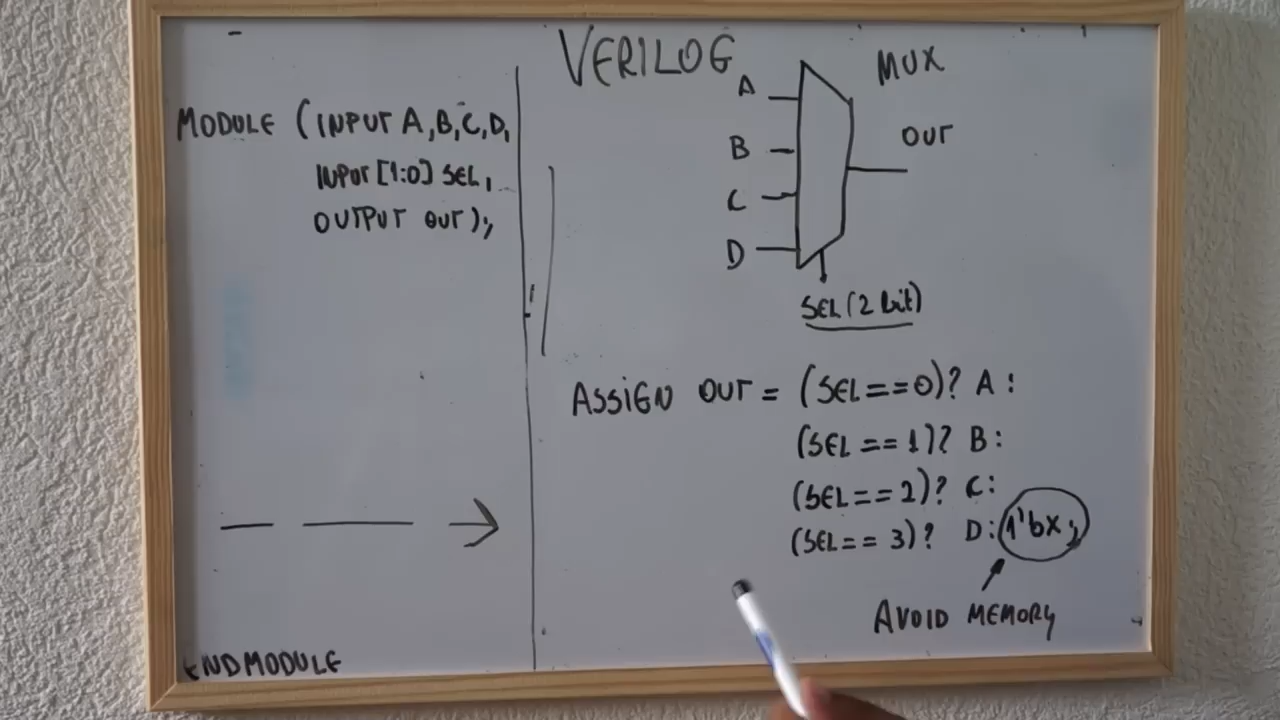 VERILOG
MODULE (INPUT A,B,C,D,
INPUT [1:0] SEL,
OUTPUT OUT);
ENDMODULE
MUX
A
B
C
D
OUT
SEL (2 bit)
ASSIGN OUT = (SEL==0)? A:
(SEL == 1)? B:
(SEL == 2)? C:
(SEL == 3)? D: 1'bx;
AVOID MEMORY